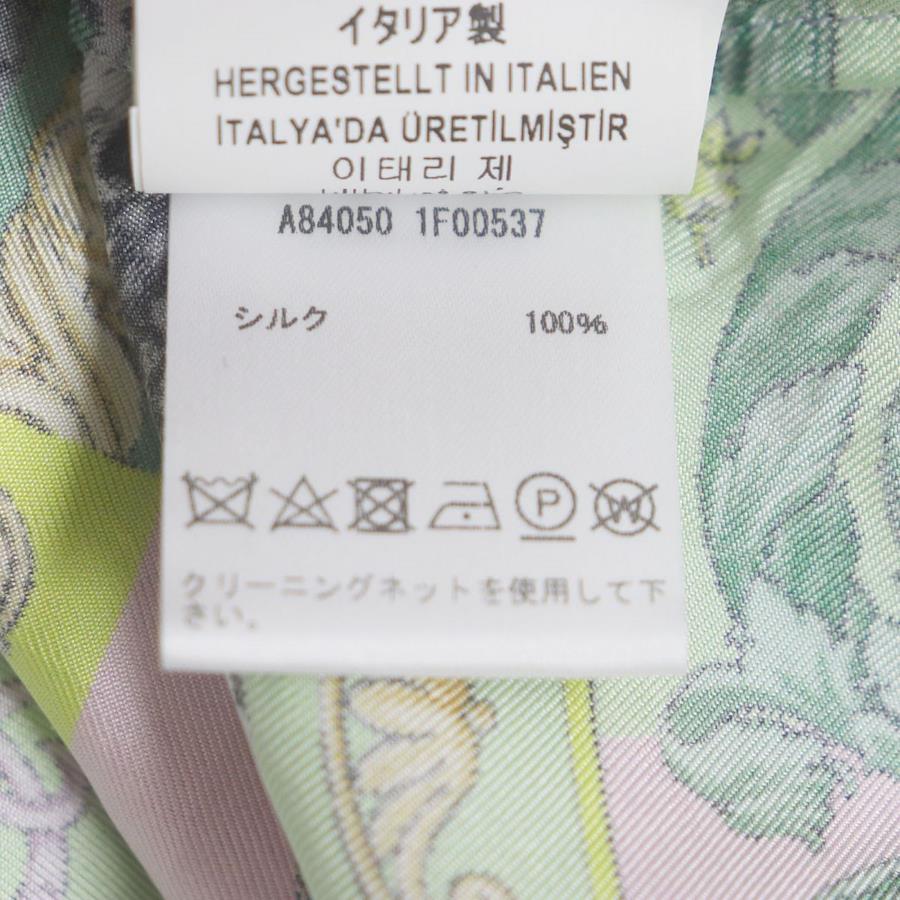 イタリア製
HERGESTELLT IN ITALIEN
İTALYA'DA ÜRETİLMİŞTİR
이태리 제
A84050 1F00537
シルク 100%
P W
クリーニングネットを使用して下
さい。